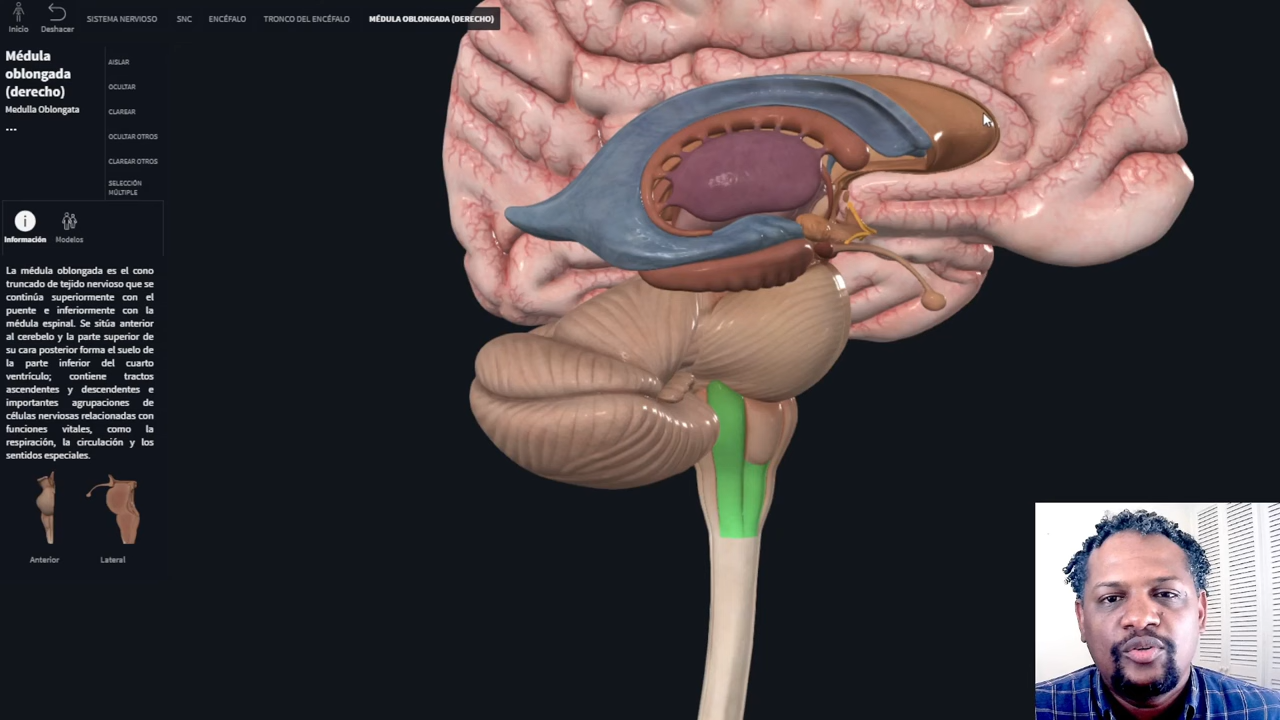 Inicio
Deshacer
SISTEMA NERVIOSO
SNC
ENCÉFALO
TRONCO DEL ENCÉFALO
MÉDULA OBLONGADA (DERECHO)
Médula
oblongada
(derecho)
Medulla Oblongata
...
AISLAR
OCULTAR
CLAREAR
OCULTAR OTROS
CLAREAR OTROS
SELECCIÓN
MÚLTIPLE
Información
Modelos
La médula oblongada es el cono
truncado de tejido nervioso que se
continúa superiormente con el
puente e inferiormente con la
médula espinal. Se sitúa anterior
al cerebelo y la parte superior de
su cara posterior forma el suelo de
la parte inferior del cuarto
ventrículo; contiene tractos
ascendentes y descendentes e
importantes agrupaciones de
células nerviosas relacionadas con
funciones vitales, como la
respiración, la circulación y los
sentidos especiales.
Anterior
Lateral